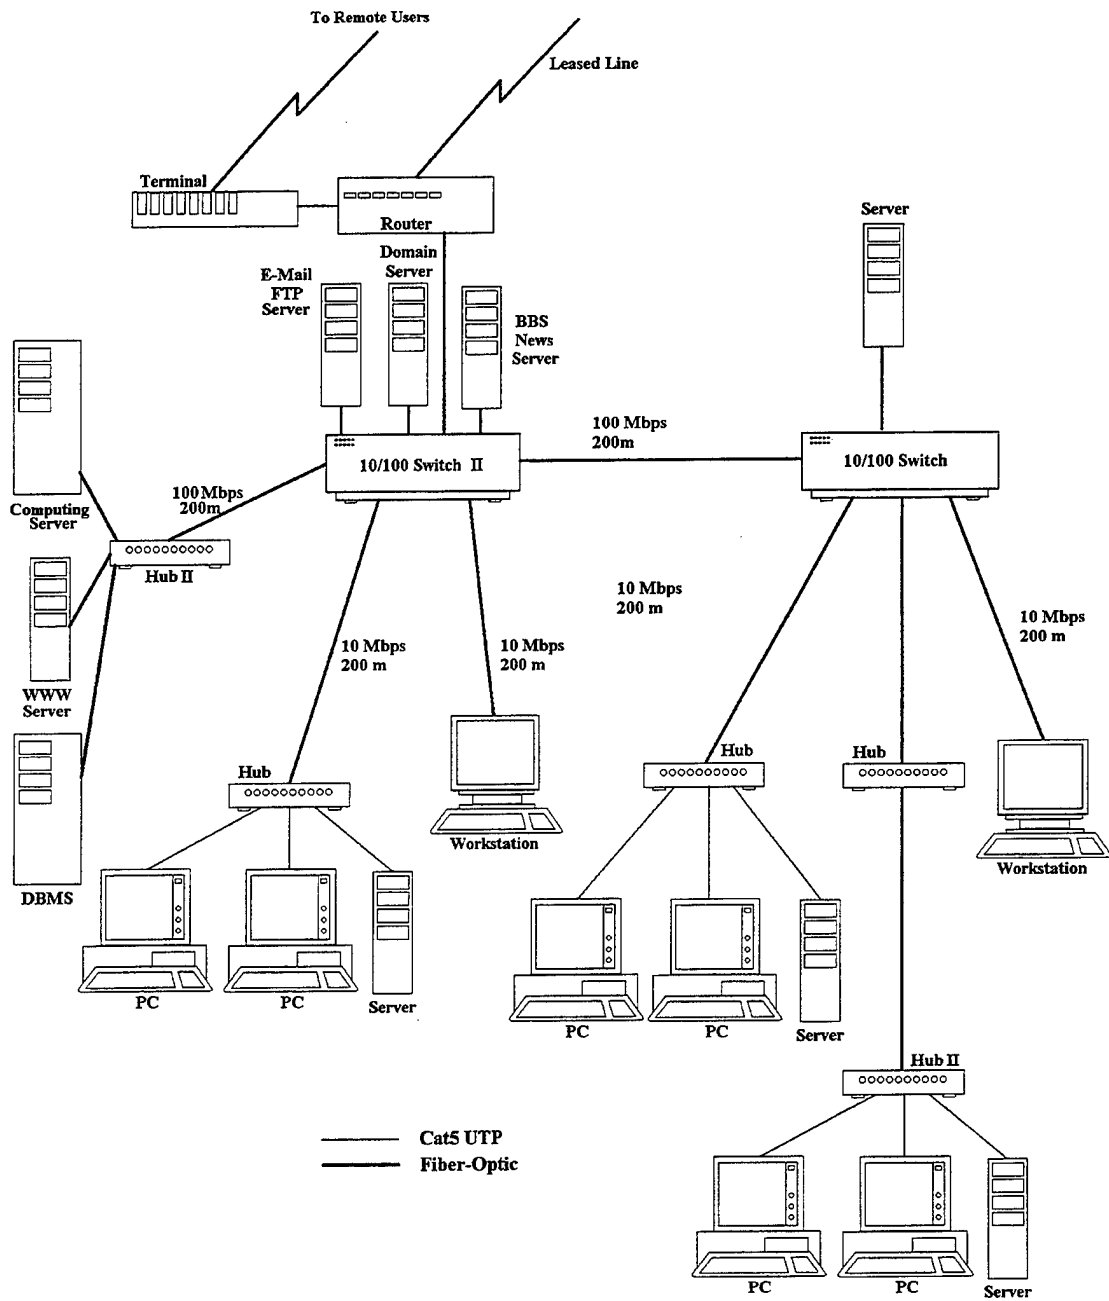 To Remote Users
Leased Line
Terminal
Router
Server
Domain
Server
E-Mail
FTP
Server
BBS
News
Server
100 Mbps
200m
10/100 Switch II
10/100 Switch
100 Mbps
200m
Computing
Server
Hub II
10 Mbps
200 m
10 Mbps
200 m
10 Mbps
200 m
10 Mbps
200 m
WWW
Server
Hub
Hub
Hub
Workstation
Workstation
DBMS
PC
PC
Server
PC
PC
Server
Hub II
Cat5 UTP
Fiber-Optic
PC
PC
Server